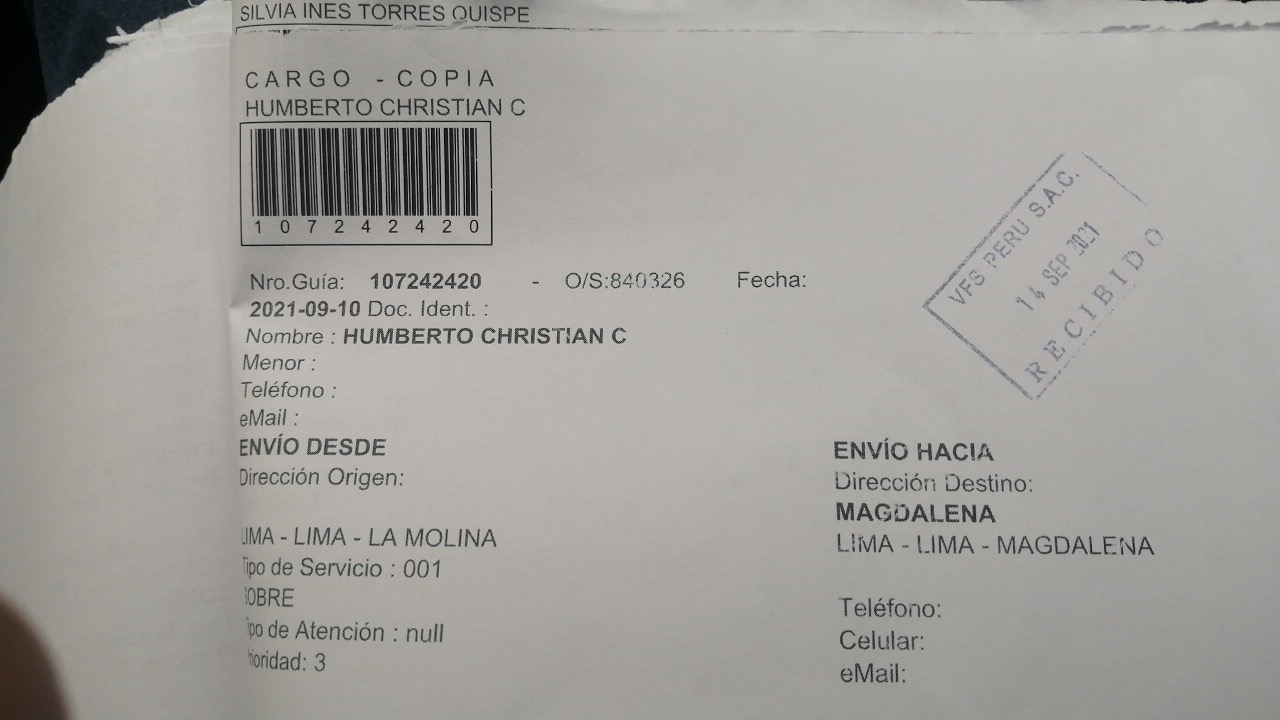 SILVIA INES TORRES QUISPE
CARGO - COPIA
HUMBERTO CHRISTIAN C
107242420
Nro.Guía: 107242420 - O/S:840326 Fecha:
2021-09-10 Doc. Ident. :
Nombre : HUMBERTO CHRISTIAN C
Menor :
Teléfono :
eMail :
ENVÍO DESDE
Dirección Origen:
LIMA - LIMA - LA MOLINA
Tipo de Servicio : 001
SOBRE
Tipo de Atención : null
Prioridad: 3
VFS PERU S.A.C.
14 SEP 2021
RECIBIDO
ENVÍO HACIA
Dirección Destino:
MAGDALENA
LIMA - LIMA - MAGDALENA
Teléfono:
Celular:
eMail: